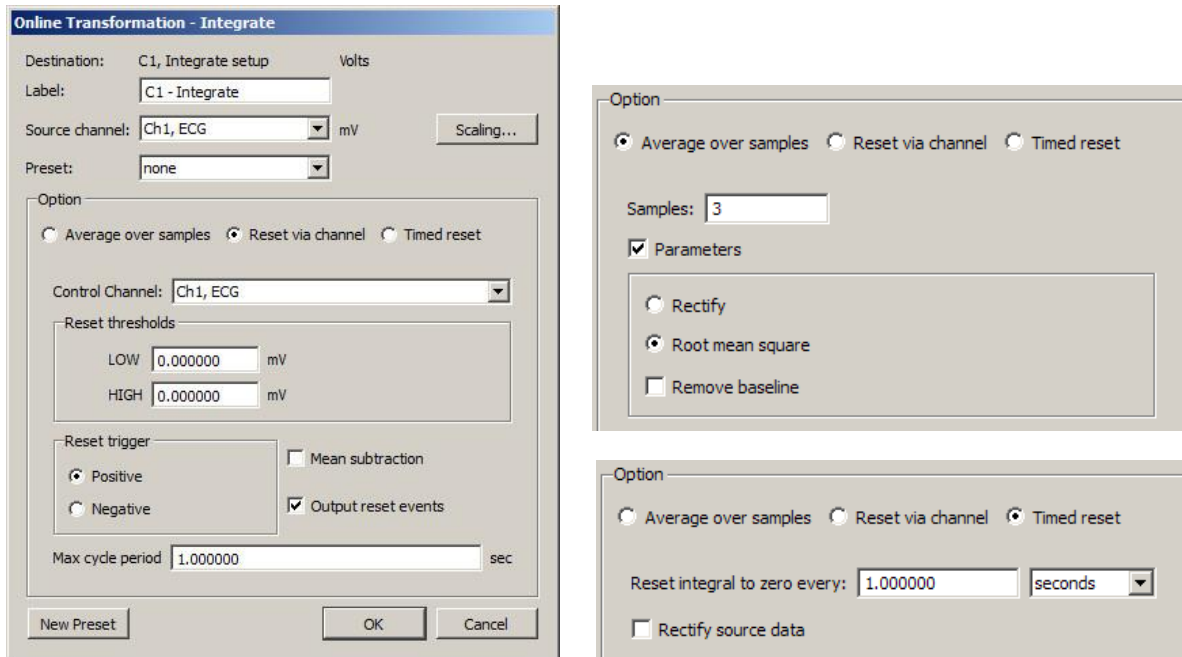 Online Transformation - Integrate
Destination: C1, Integrate setup Volts
Label: C1 - Integrate
Source channel: Ch1, ECG mV Scaling...
Preset: none
Option
Average over samples Reset via channel Timed reset
Control Channel: Ch1, ECG
Reset thresholds
LOW 0.000000 mV
HIGH 0.000000 mV
Reset trigger
Positive
Negative
Mean subtraction
Output reset events
Max cycle period 1.000000 sec
New Preset OK Cancel
Option
Average over samples Reset via channel Timed reset
Samples: 3
Parameters
Rectify
Root mean square
Remove baseline
Option
Average over samples Reset via channel Timed reset
Reset integral to zero every: 1.000000 seconds
Rectify source data